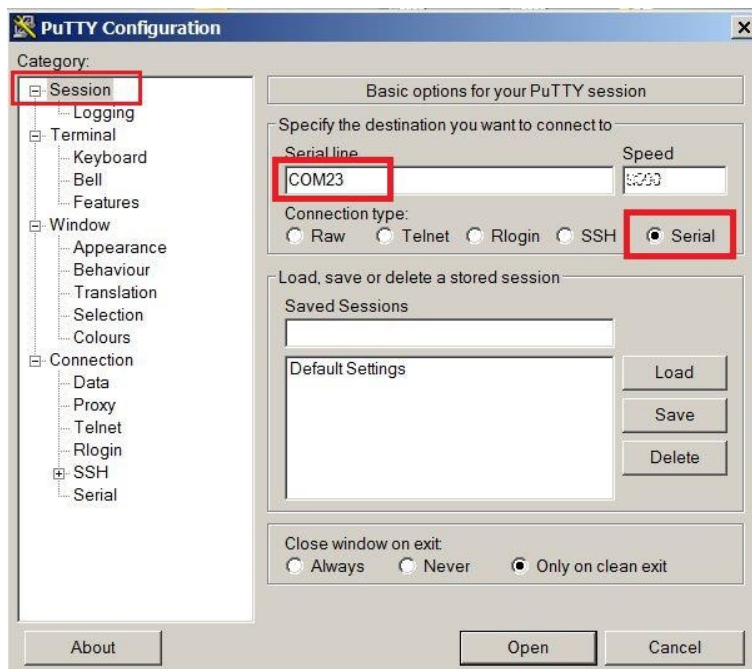 PuTTY Configuration
Category:
Session
Logging
Terminal
Keyboard
Bell
Features
Window
Appearance
Behaviour
Translation
Selection
Colours
Connection
Data
Proxy
Telnet
Rlogin
SSH
Serial
Basic options for your PuTTY session
Specify the destination you want to connect to
Serial line Speed
COM23
Connection type:
Raw Telnet Rlogin SSH Serial
Load, save or delete a stored session
Saved Sessions
Default Settings
Load
Save
Delete
Close window on exit:
Always Never Only on clean exit
About Open Cancel